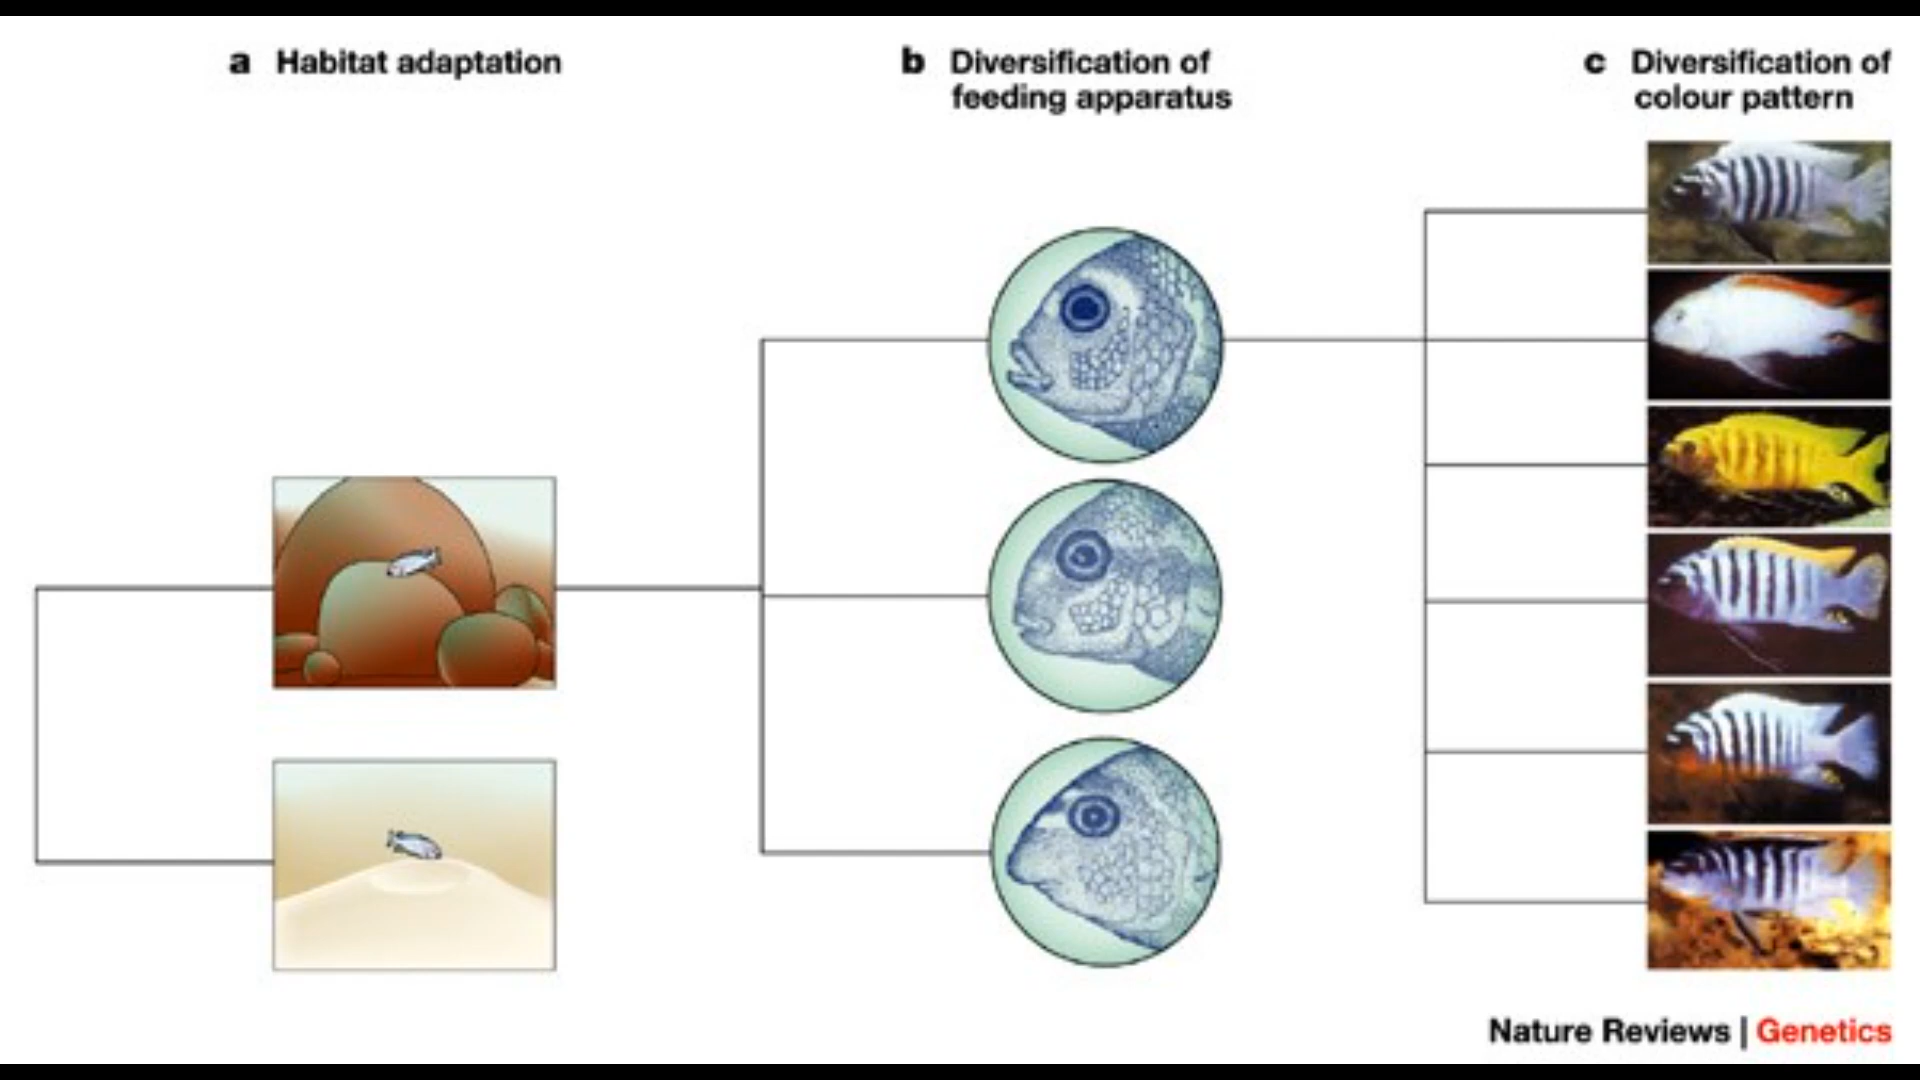 a Habitat adaptation
b Diversification of
feeding apparatus
c Diversification of
colour pattern
Nature Reviews | Genetics